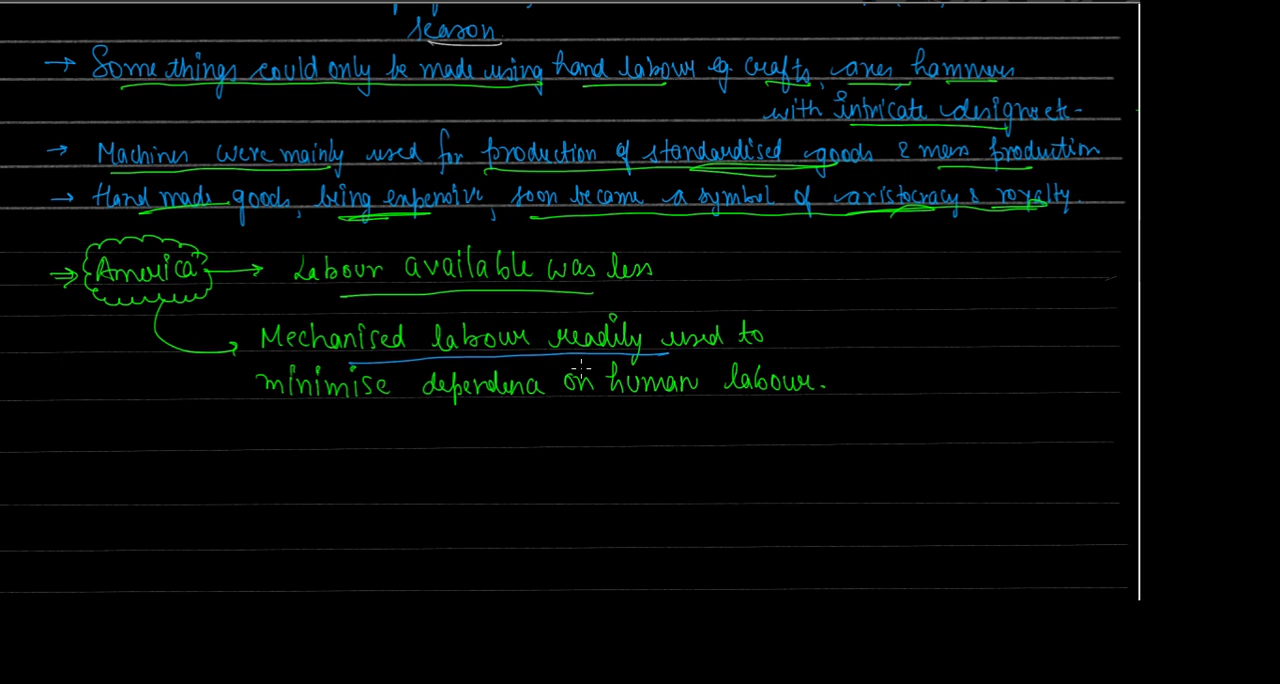 season.
→ Some things could only be made using hand labour eg crafts, axes, hammers
with intricate designs etc.
→ Machines were mainly used for production of standardised goods & mass production
→ Hand made goods, being expensive, soon became a symbol of aristocracy & royalty.
⇒ America → Labour available was less
Mechanised labour readily used to
minimise dependence on human labour.